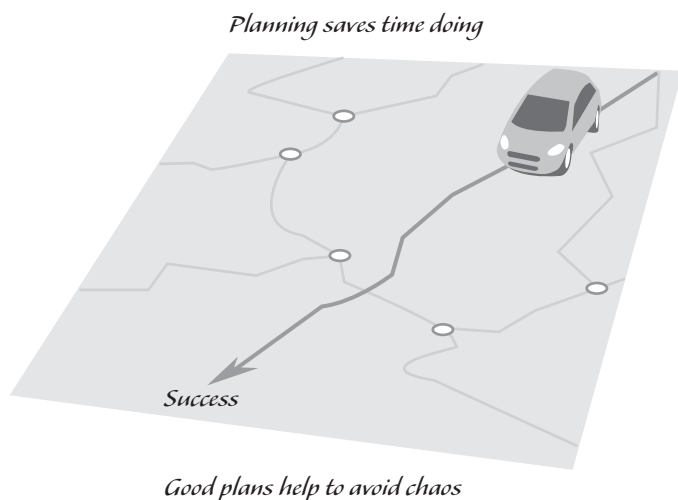 Planning saves time doing
Success
Good plans help to avoid chaos